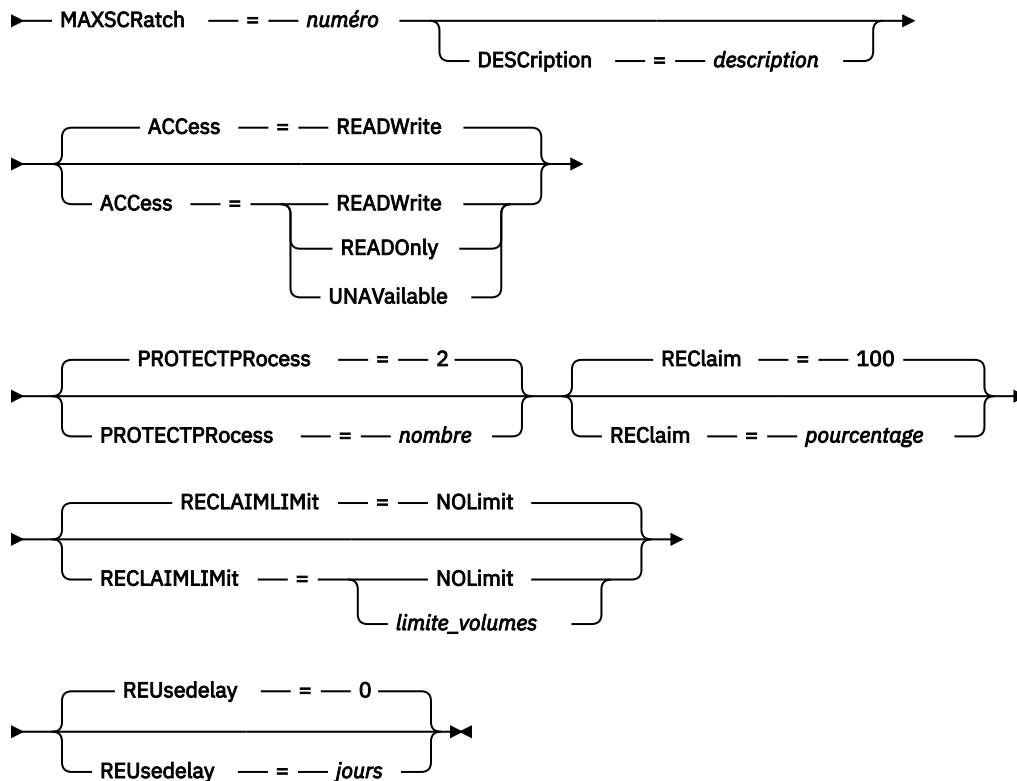 MAXSCRatch = numéro
DESCription = description
ACCess = READWrite
ACCess = READWrite
READOnly
UNAVailable
PROTECTPRocess = 2 REClaim = 100
PROTECTPRocess = nombre REClaim = pourcentage
RECLAIMLIMit = NOLimit
RECLAIMLIMit = NOLimit
limite_volumes
REUsedelay = 0
REUsedelay = jours